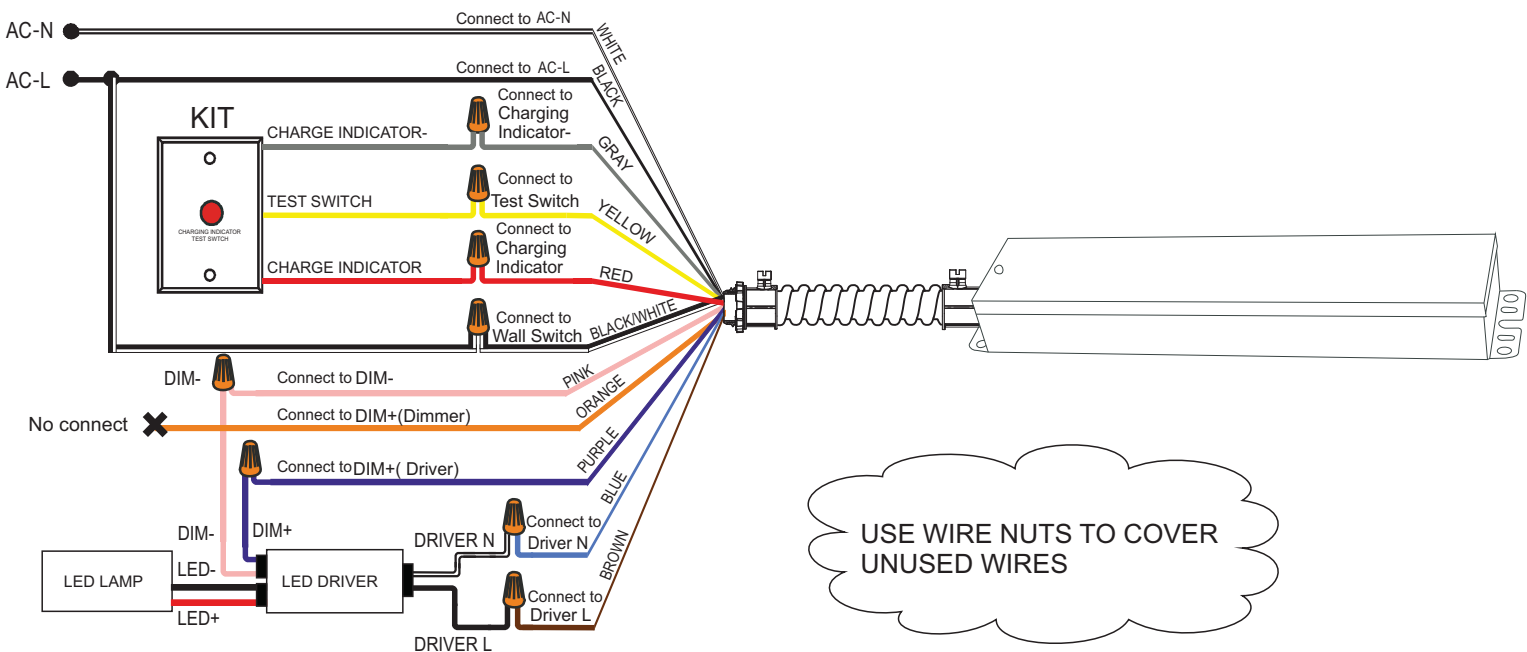 AC-N
Connect to AC-N
WHITE
AC-L
Connect to AC-L
BLACK
KIT
CHARGING INDICATOR
TEST SWTCH
CHARGE INDICATOR-
Connect to
Charging
Indicator-
GRAY
TEST SWITCH
Connect to
Test Switch
YELLOW
CHARGE INDICATOR
Connect to
Charging
Indicator
RED
Connect to
Wall Switch
BLACK/WHITE
DIM-
Connect to DIM-
PINK
No connect
Connect to DIM+(Dimmer)
ORANGE
Connect to DIM+( Driver)
PURPLE
DIM-
DIM+
DRIVER N
Connect to
Driver N
BLUE
LED LAMP
LED-
LED+
LED DRIVER
DRIVER L
Connect to
Driver L
BROWN
USE WIRE NUTS TO COVER
UNUSED WIRES